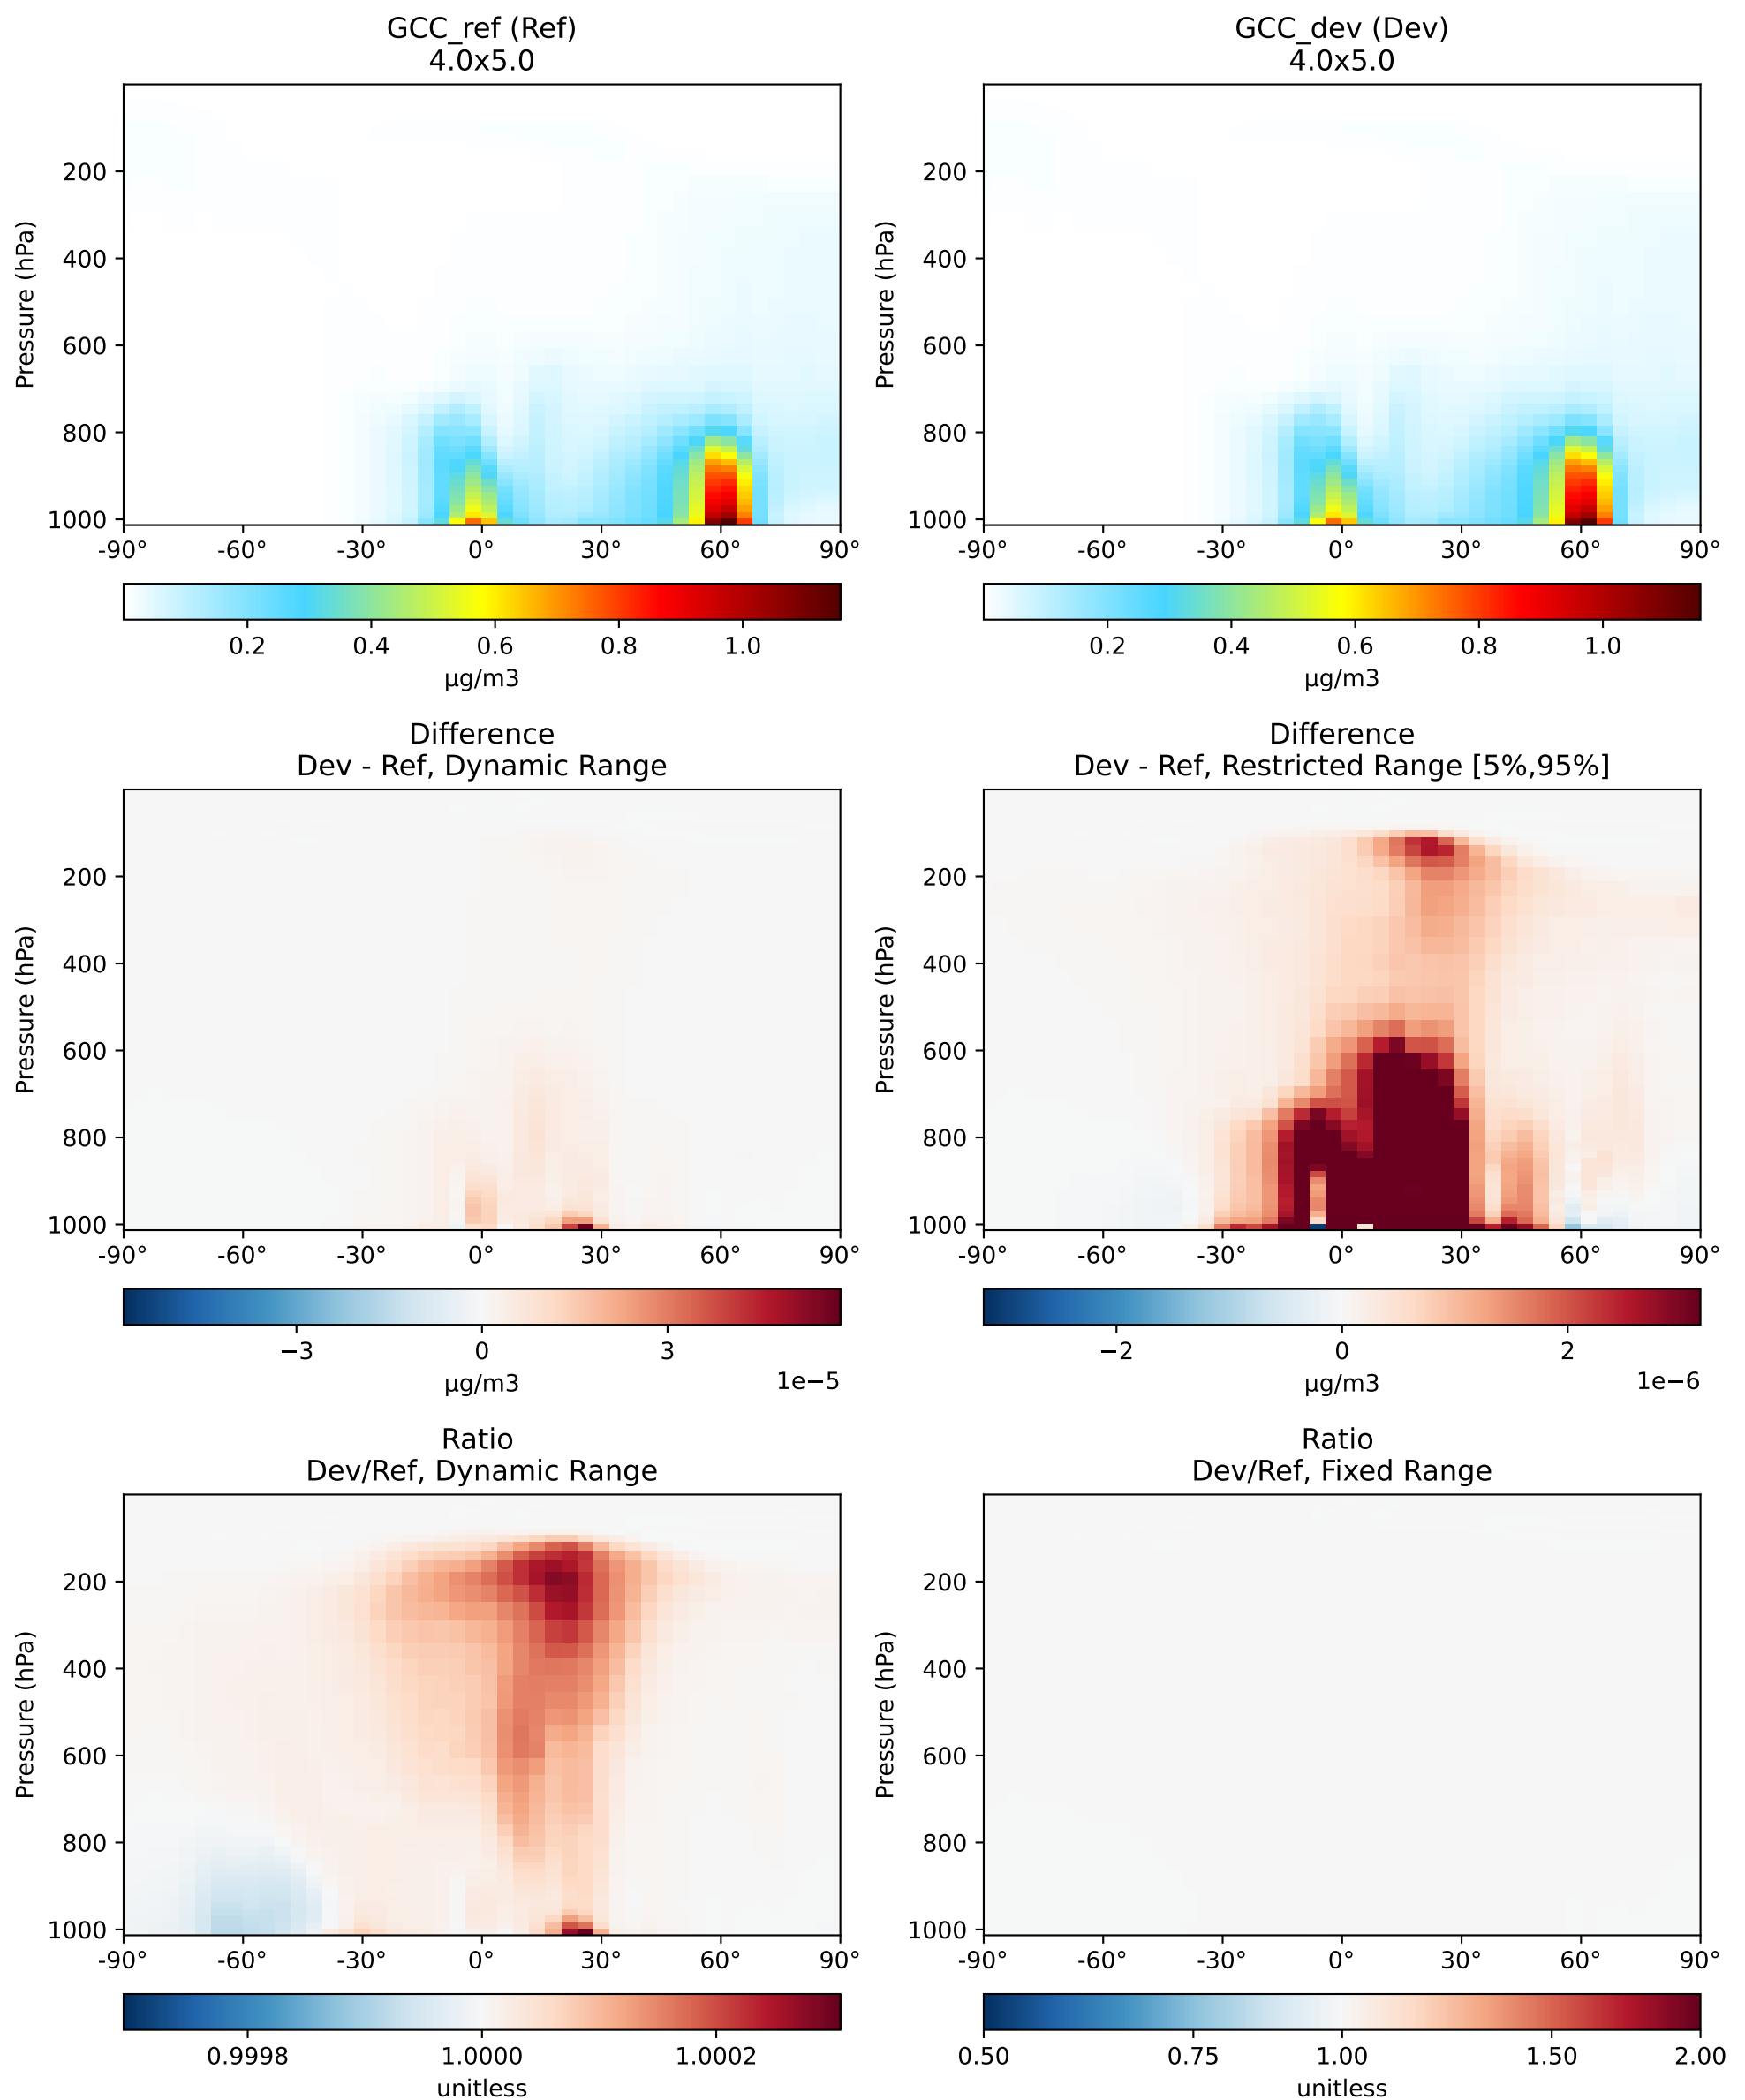 GCC_ref (Ref)
4.0x5.0
Pressure (hPa)
200
400
600
800
1000
-90° -60° -30° 0° 30° 60° 90°
0.2 0.4 0.6 0.8 1.0
µg/m3
GCC_dev (Dev)
4.0x5.0
Pressure (hPa)
200
400
600
800
1000
-90° -60° -30° 0° 30° 60° 90°
0.2 0.4 0.6 0.8 1.0
µg/m3
Difference
Dev - Ref, Dynamic Range
Pressure (hPa)
200
400
600
800
1000
-90° -60° -30° 0° 30° 60° 90°
−3 0 3
µg/m3
1e−5
Difference
Dev - Ref, Restricted Range [5%,95%]
Pressure (hPa)
200
400
600
800
1000
-90° -60° -30° 0° 30° 60° 90°
−2 0 2
µg/m3
1e−6
Ratio
Dev/Ref, Dynamic Range
Pressure (hPa)
200
400
600
800
1000
-90° -60° -30° 0° 30° 60° 90°
0.9998 1.0000 1.0002
unitless
Ratio
Dev/Ref, Fixed Range
Pressure (hPa)
200
400
600
800
1000
-90° -60° -30° 0° 30° 60° 90°
0.50 0.75 1.00 1.50 2.00
unitless